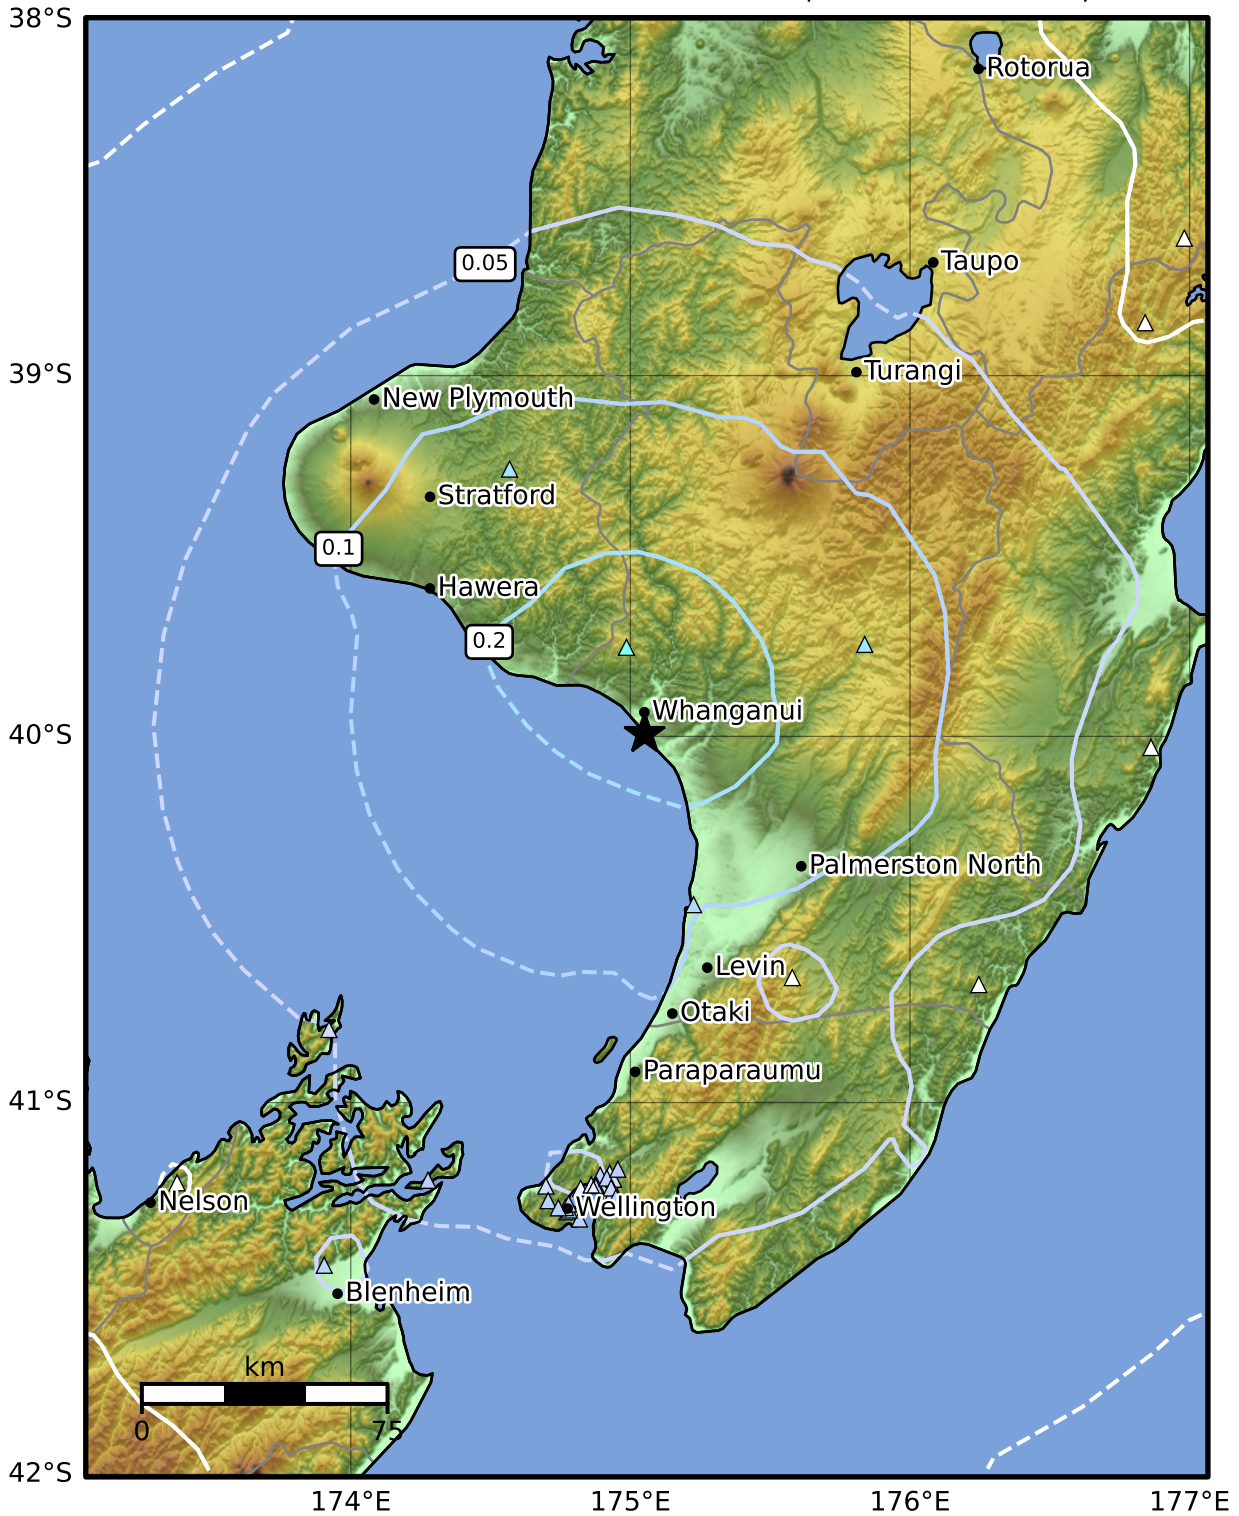 38°S
Rotorua
0.05
Taupo
39°S
Turangi
New Plymouth
Stratford
0.1
Hawera
0.2
Whanganui
40°S
Palmerston North
Levin
Otaki
Paraparaumu
41°S
Nelson
Wellington
Blenheim
km
0
75
42°S
174°E
175°E
176°E
177°E